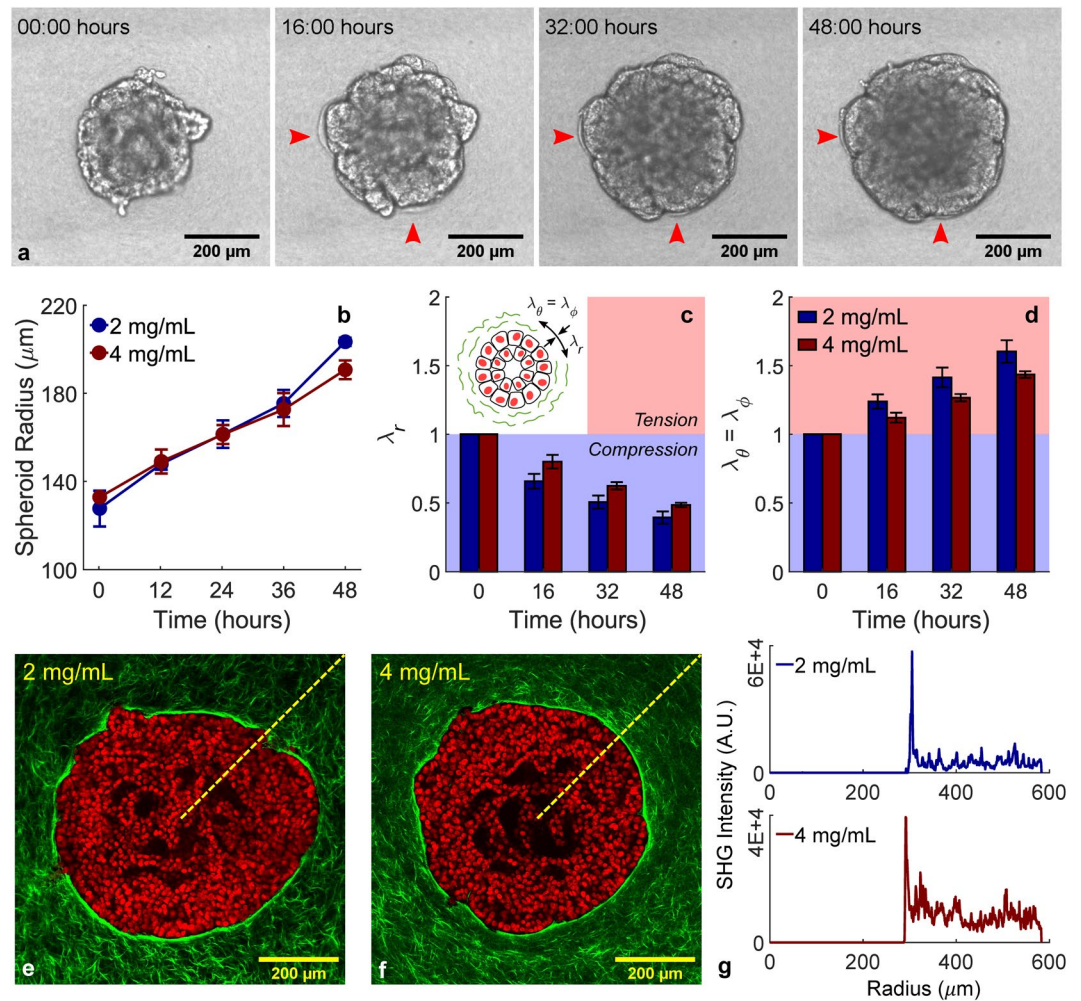 00:00 hours
16:00 hours
32:00 hours
48:00 hours
200 µm
200 µm
200 µm
200 µm
a
b
2 mg/mL
4 mg/mL
Spheroid Radius (μm)
220
180
140
100
0 12 24 36 48
Time (hours)
c
λθ = λϕ
λr
Tension
Compression
λr
2
1.5
1
0.5
0
0 16 32 48
Time (hours)
d
2 mg/mL
4 mg/mL
λθ = λϕ
2
1.5
1
0.5
0
0 16 32 48
Time (hours)
2 mg/mL
200 µm
e
4 mg/mL
200 µm
f
SHG Intensity (A.U.)
6E+4
0
2 mg/mL
0 200 400 600
4E+4
0
4 mg/mL
0 200 400 600
Radius (μm)
g